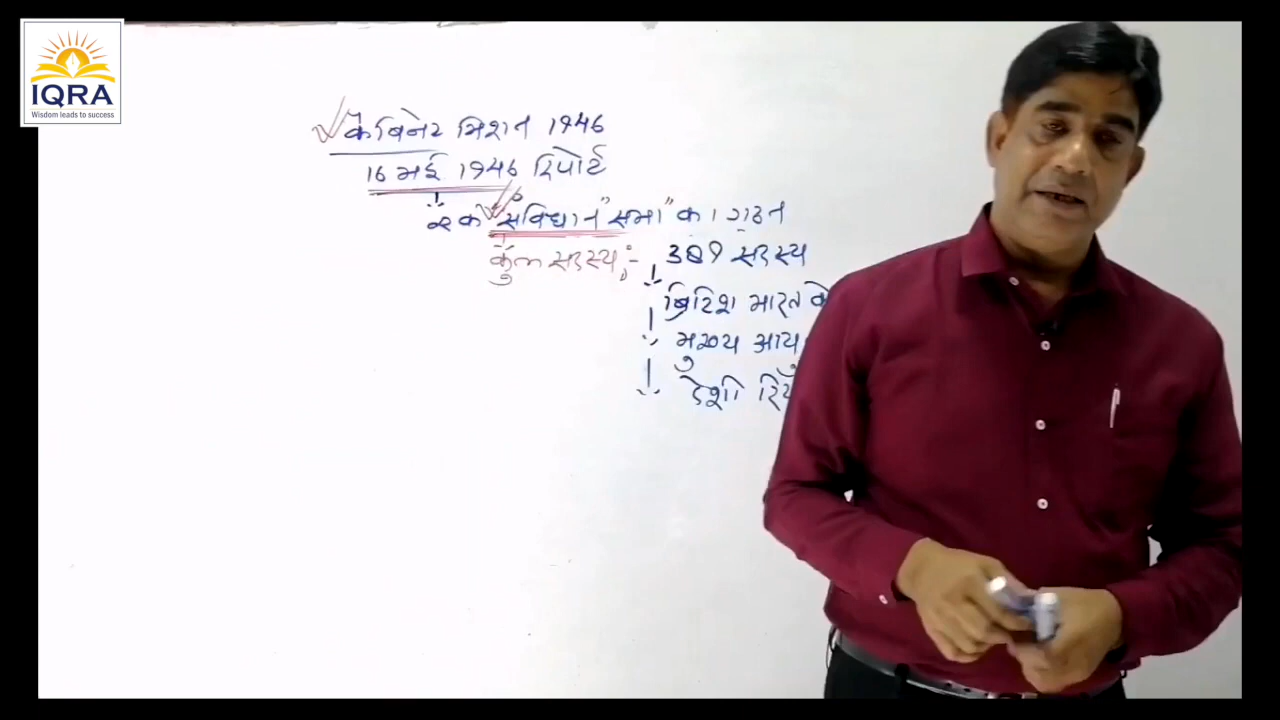 IQRA
Wisdom leads to success
कैबिनेट मिशन 1946
16 मई 1946 रिपोर्ट
एक "संविधान" सभा" का गठन
कुल सदस्य :- 389 सदस्य
ब्रिटिश भारत के
मुख्य आयु
देशी